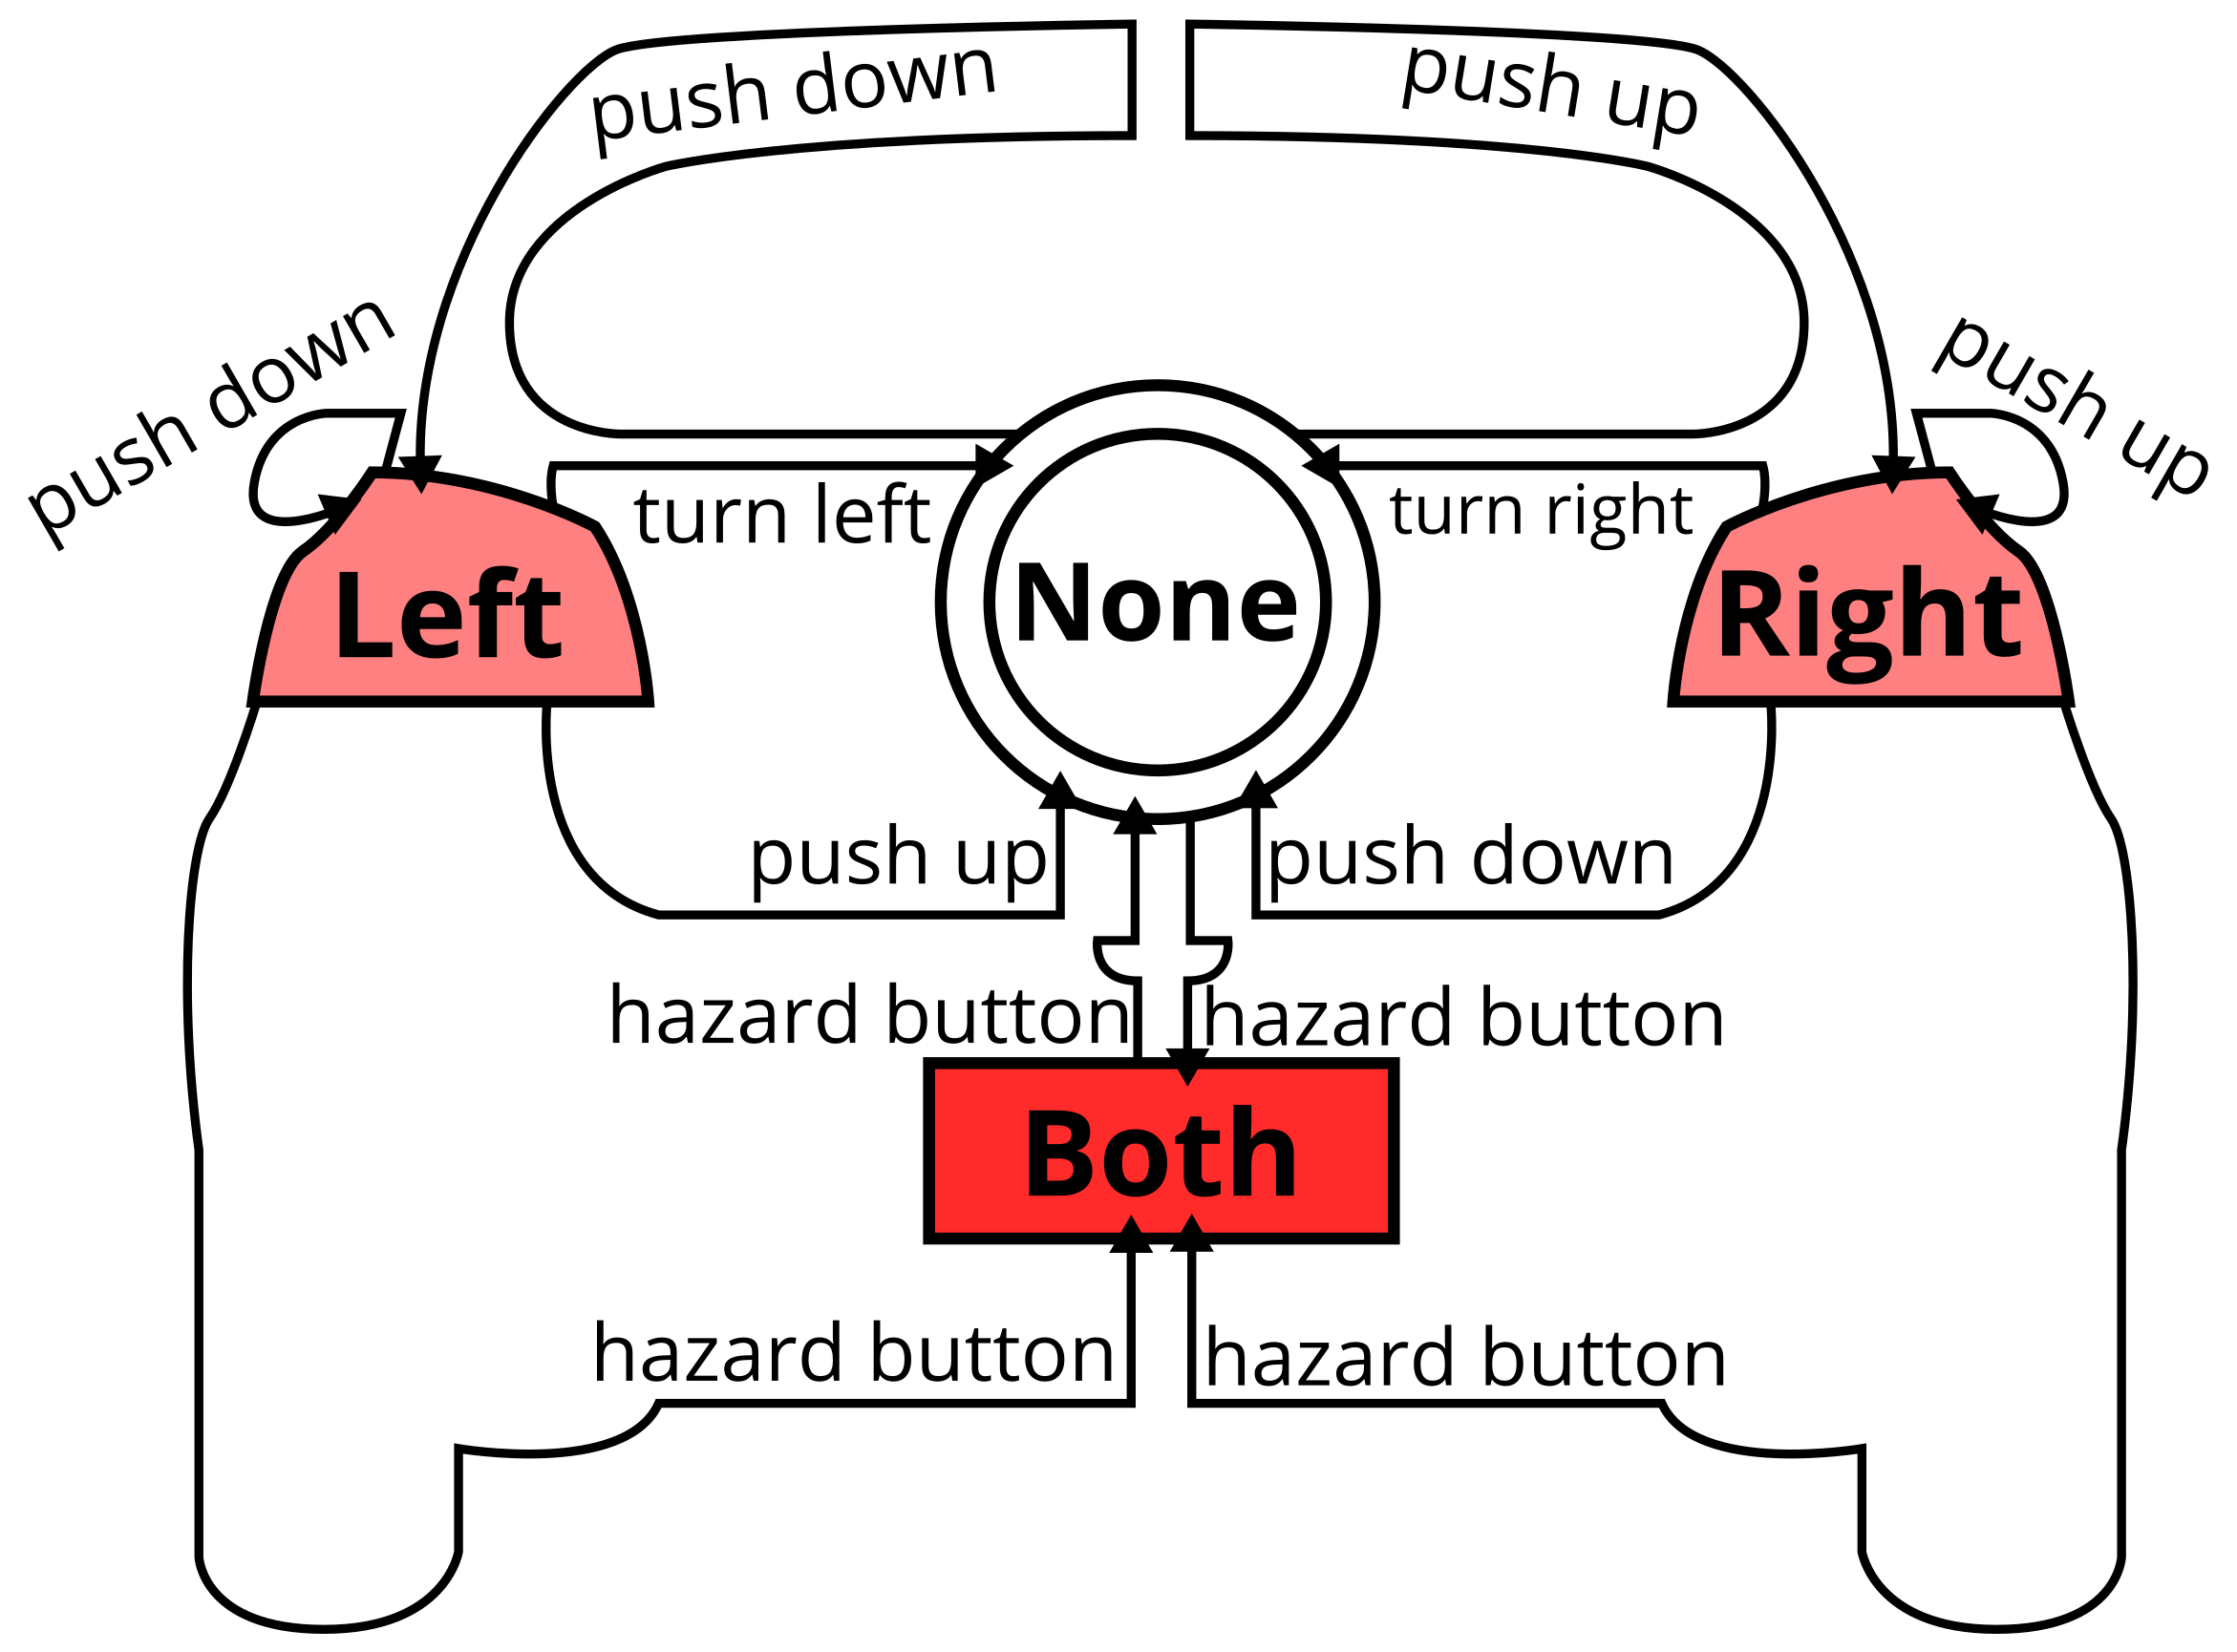 push down
push up
push down
push up
turn left
turn right
Left
None
Right
push up
push down
hazard button
hazard button
Both
hazard button
hazard button